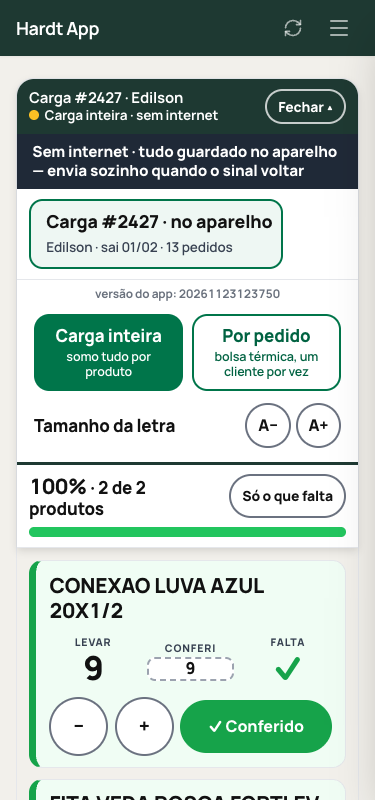 Hardt App
Carga #2427 · Edilson
Carga inteira · sem internet
Fechar ▴
Sem internet · tudo guardado no aparelho
— envia sozinho quando o sinal voltar
Carga #2427 · no aparelho
Edilson · sai 01/02 · 13 pedidos
versão do app: 20261123123750
Carga inteira
somo tudo por
produto
Por pedido
bolsa térmica, um
cliente por vez
Tamanho da letra
A−
A+
100% · 2 de 2
produtos
Só o que falta
CONEXAO LUVA AZUL
20X1/2
LEVAR
9
CONFERI
9
FALTA
✓
−
+
✓ Conferido